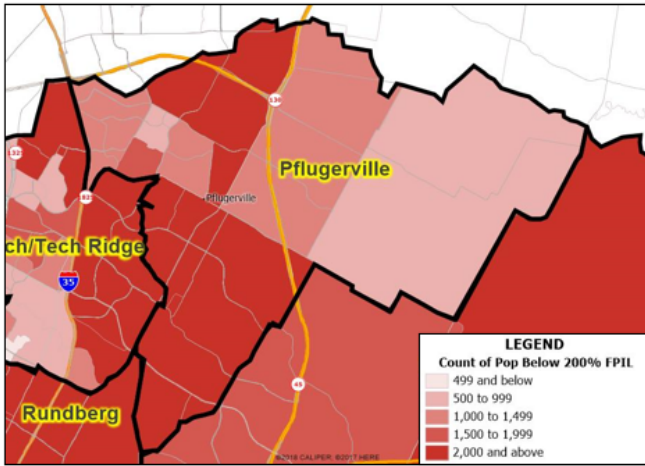 130
Pflugerville
Pflugerville
ch/Tech Ridge
35
45
Rundberg
LEGEND
Count of Pop Below 200% FPIL
499 and below
500 to 999
1,000 to 1,499
1,500 to 1,999
2,000 and above
©2018 CALIPER; ©2017 HERE